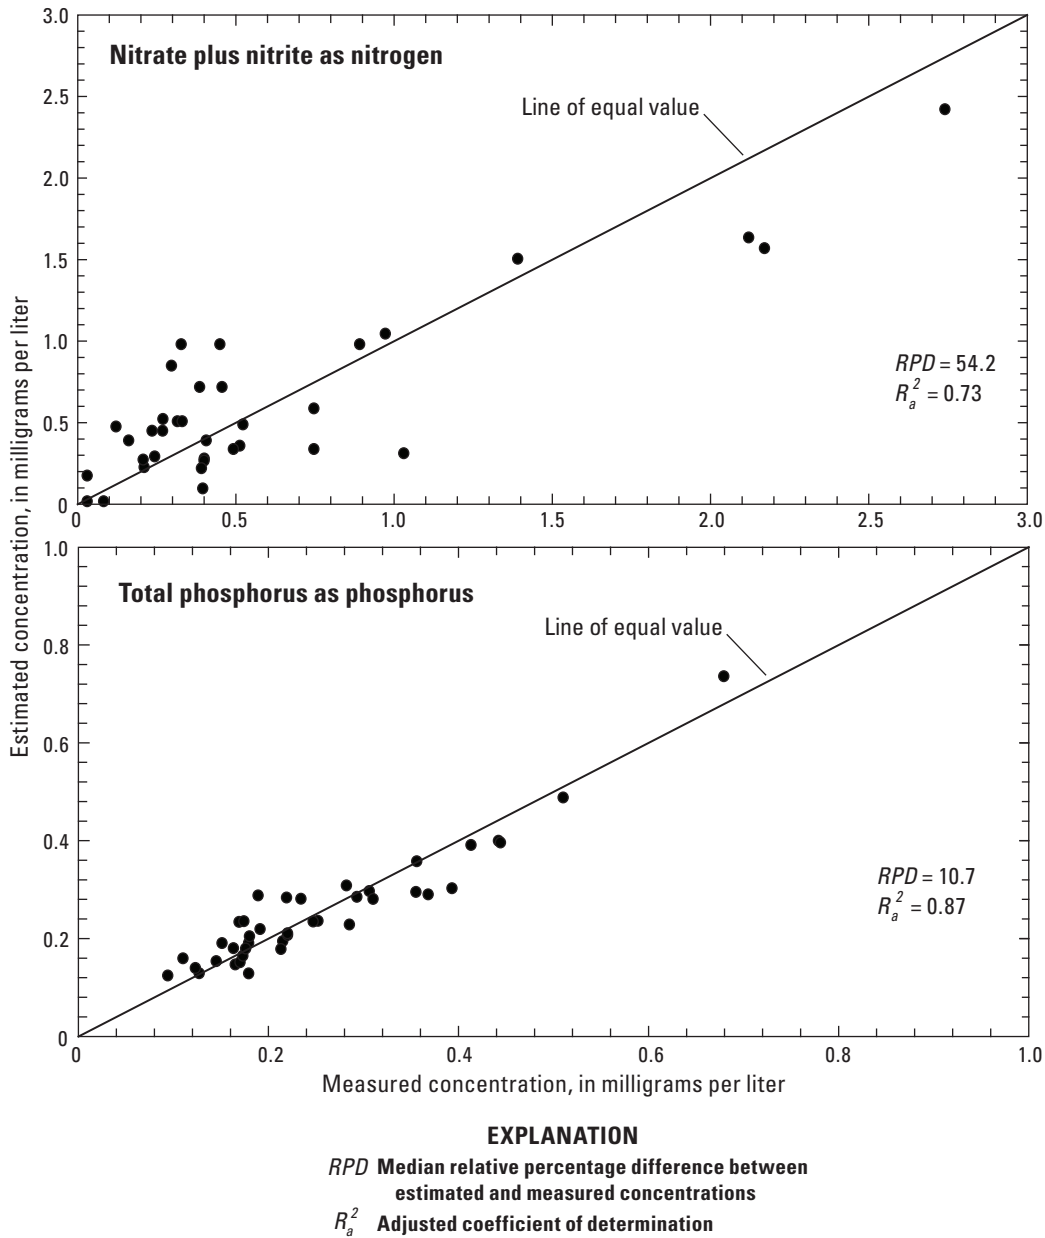 3.0
Nitrate plus nitrite as nitrogen
Line of equal value
2.5
2.0
1.5
1.0
RPD = 54.2
R_a^2 = 0.73
0.5
0
0 0.5 1.0 1.5 2.0 2.5 3.0
Estimated concentration, in milligrams per liter
1.0
Total phosphorus as phosphorus
Line of equal value
0.8
0.6
0.4
RPD = 10.7
R_a^2 = 0.87
0.2
0
0 0.2 0.4 0.6 0.8 1.0
Measured concentration, in milligrams per liter
EXPLANATION
RPD Median relative percentage difference between
estimated and measured concentrations
R_a^2 Adjusted coefficient of determination